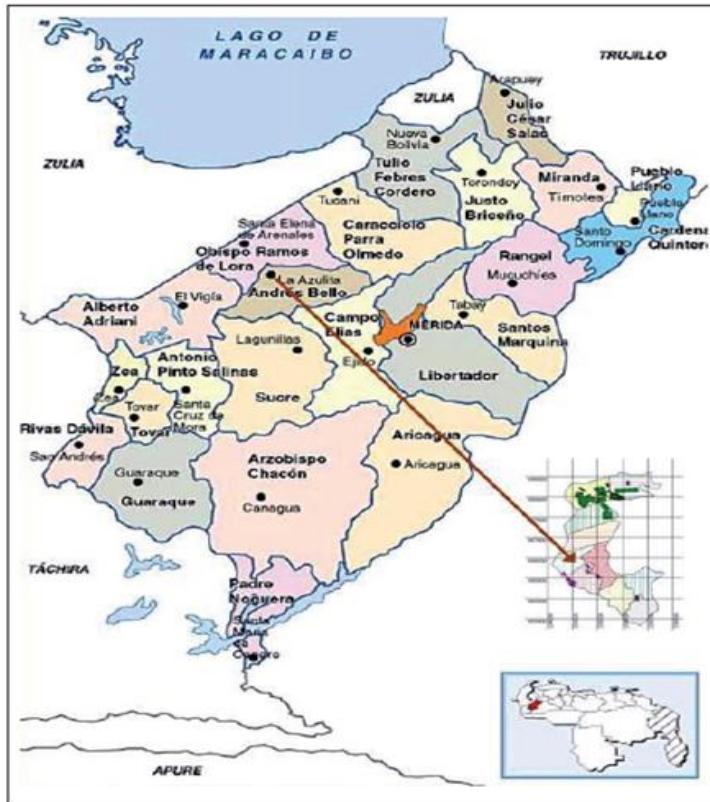 LAGO DE
MARACAIBO
TRUJILLO
ZULIA
Arapuey
Julio
César
Salas
ZULIA
Nueva
Bolivia
Tulio
Febres
Cordero
Torondoy
Justo
Briceño
Miranda
Timotes
Pueblo
Llano
Pueblo
Llano
Santo
Domingo
Cardenal
Quintero
Tucani
Caracciolo
Parra
Olmedo
Santa Elena
de Arenales
Obispo Ramos
de Lora
Rangel
Mucuchíes
La Azulita
Andrés Bello
Alberto
Adriani
El Vigía
Campo
Elías
Ejido
MÉRIDA
Tabay
Santos
Marquina
Libertador
Lagunillas
Sucre
Zea
Zea
Antonio
Pinto Salinas
Santa
Cruz de
Mora
Tovar
Tovar
Rivas Dávila
San Andrés
Guaraque
Guaraque
Arzobispo
Chacón
Canagua
Aricagua
Aricagua
TÁCHIRA
Padre
Noguera
Santa
María
de
Caparo
APURE